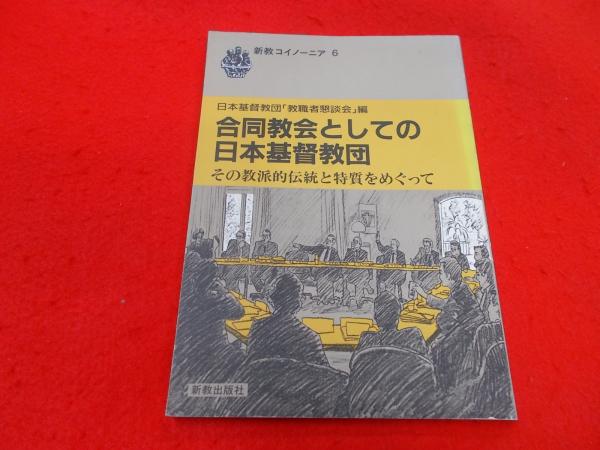 新教コイノーニア 6
日本基督教団「教職者懇談会」編
合同教会としての
日本基督教団
その教派的伝統と特質をめぐって
新教出版社